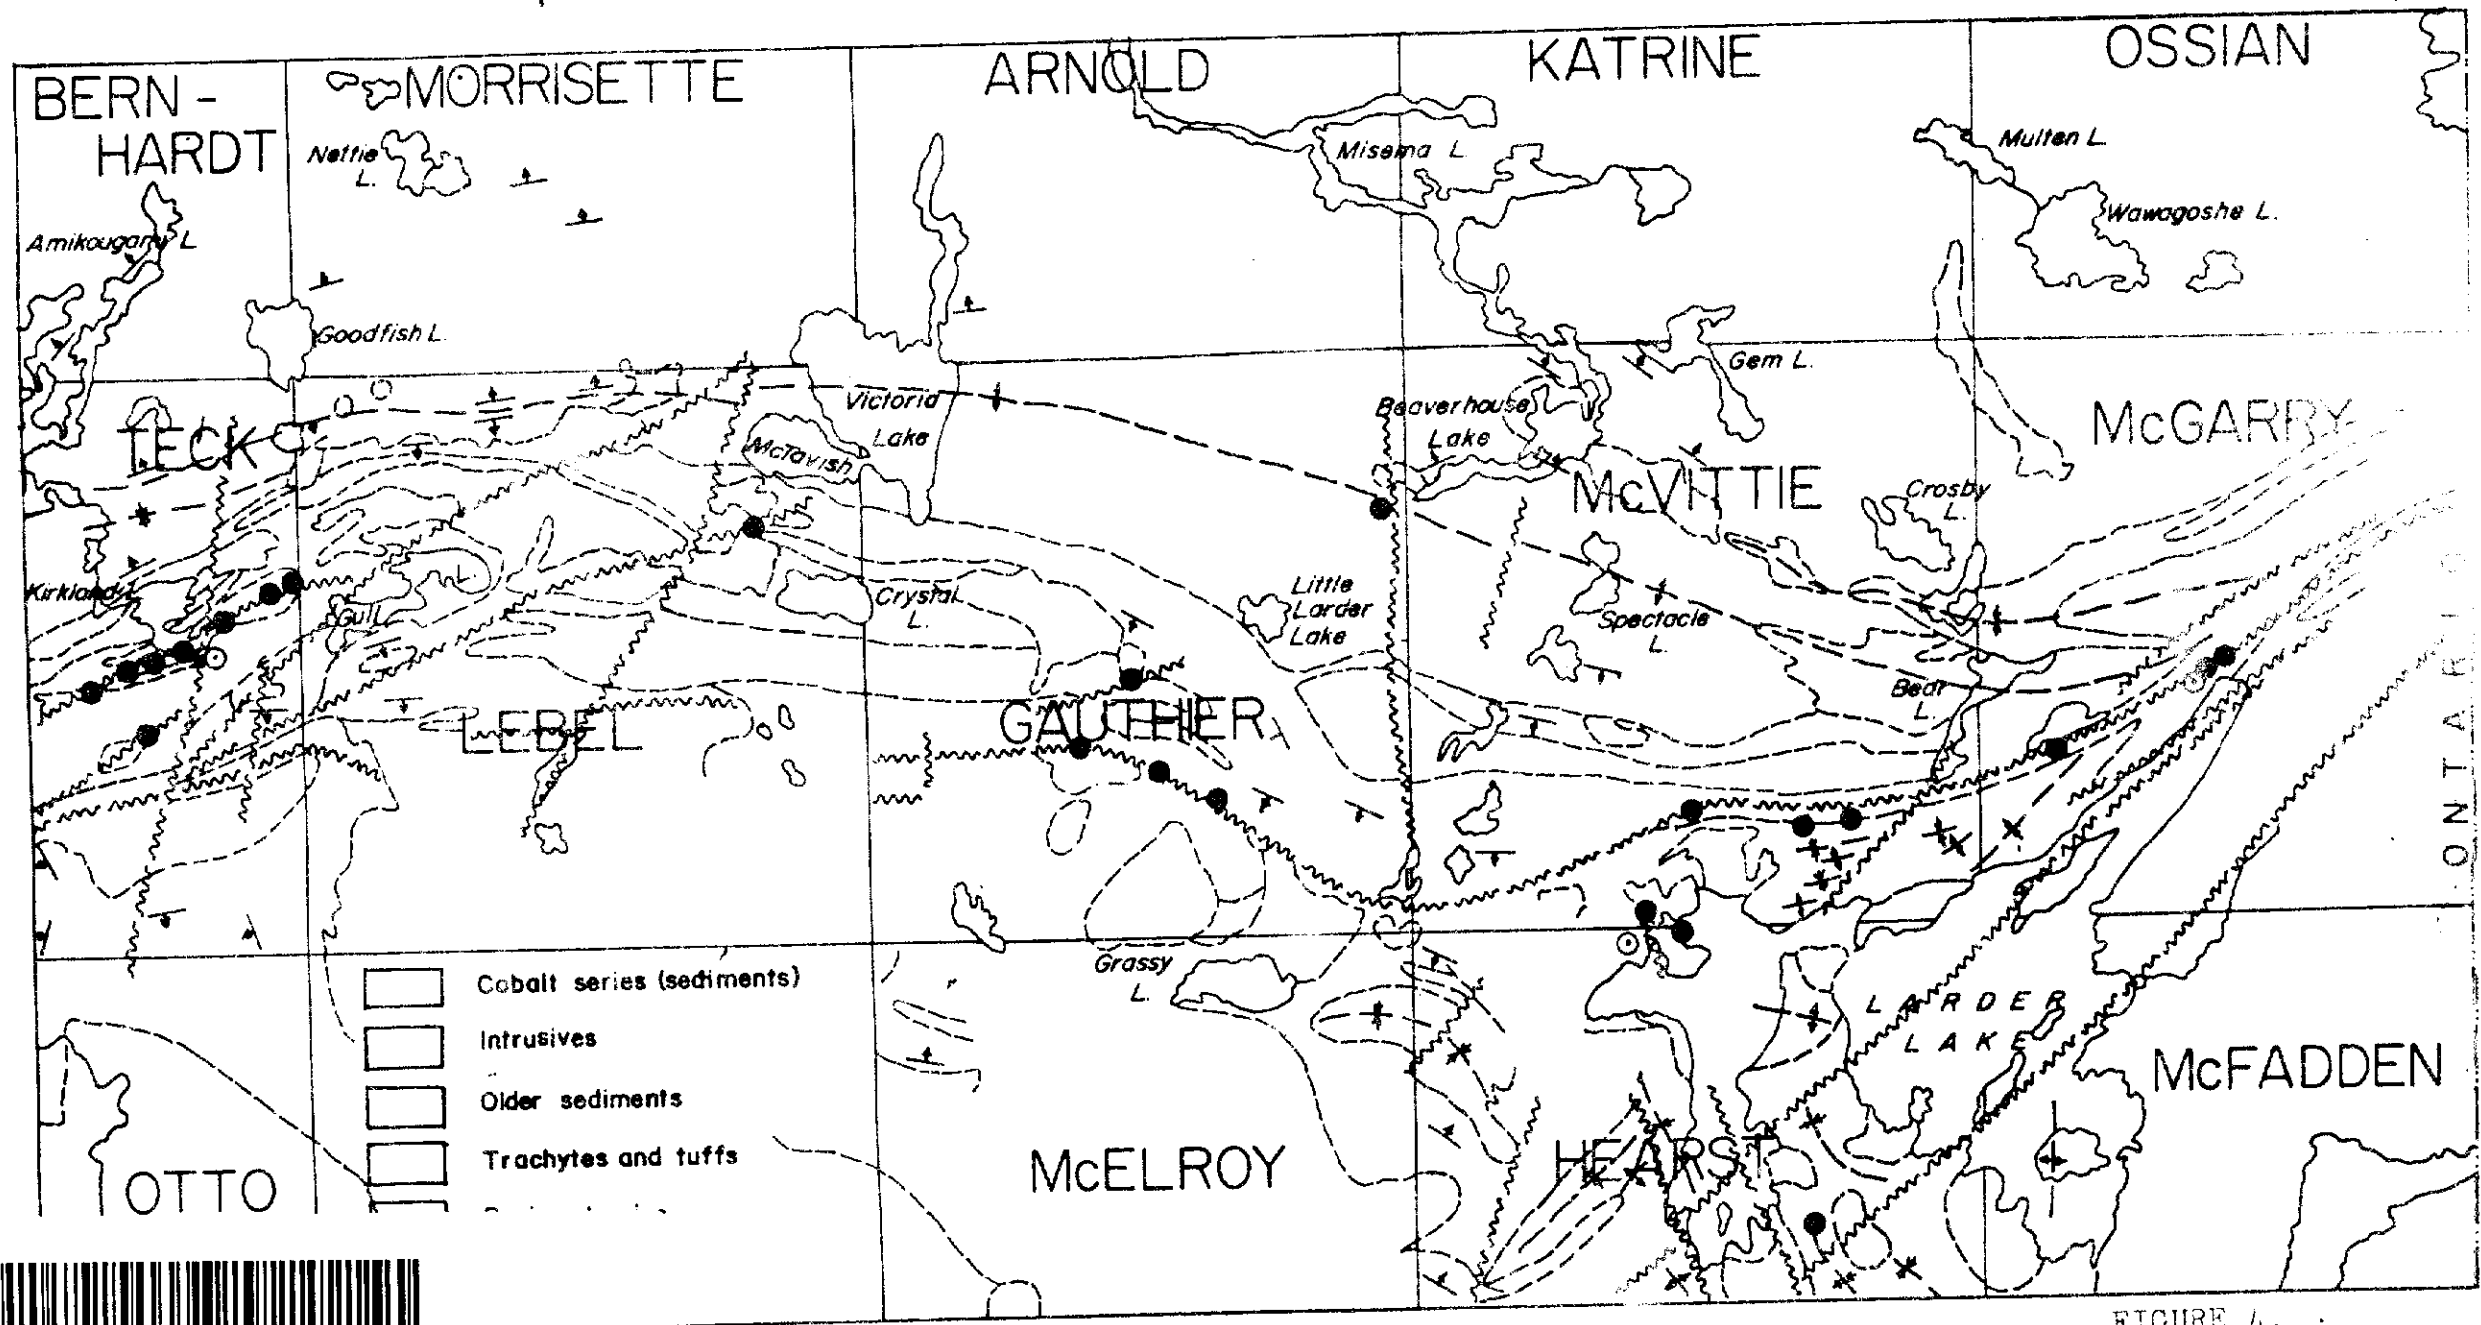 BERN-
HARDT
MORRISETTE
ARNOLD
KATRINE
OSSIAN
Nettie
L.
Misema L.
Multen L.
Wawagoshe L.
Amikougami L
Goodfish L.
Gem L.
TECK
Victoria
Lake
McTavish
Beaverhouse
Lake
McVITTIE
McGARRY
Crosby
L.
Kirkland L
Gull
Crystal
L.
Little
Larder
Lake
Spectacle
L.
Bear
L.
LEBEL
GAUTHIER
ONTARIO
Grassy
L.
LARDER
LAKE
Cobalt series (sediments)
Intrusives
Older sediments
Trachytes and tuffs
OTTO
McELROY
HEARST
McFADDEN
FIGURE 4.